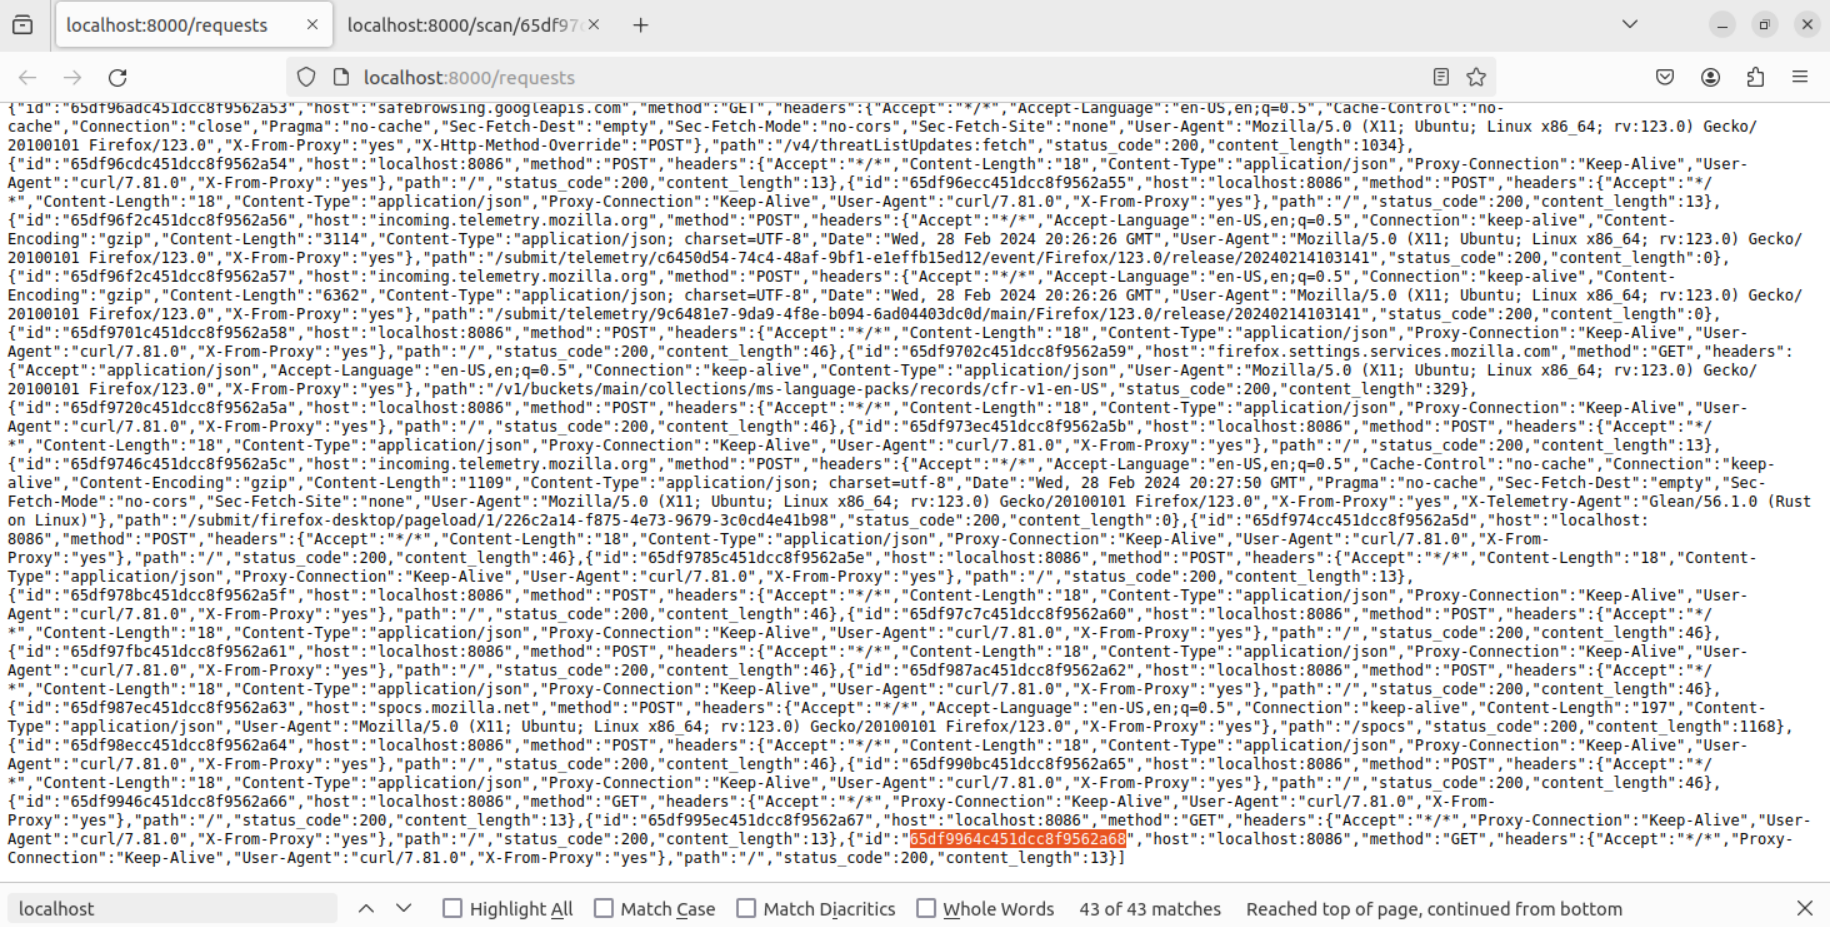 localhost:8000/requests
localhost:8000/scan/65df97
localhost:8000/requests
{"id":"65df96adc451dcc8f9562a53","host":"safebrowsing.googleapis.com","method":"GET","headers":{"Accept":"*/*","Accept-Language":"en-US,en;q=0.5","Cache-Control":"no-
cache","Connection":"close","Pragma":"no-cache","Sec-Fetch-Dest":"empty","Sec-Fetch-Mode":"no-cors","Sec-Fetch-Site":"none","User-Agent":"Mozilla/5.0 (X11; Ubuntu; Linux x86_64; rv:123.0) Gecko/
20100101 Firefox/123.0","X-From-Proxy":"yes","X-Http-Method-Override":"POST"},"path":"/v4/threatListUpdates:fetch","status_code":200,"content_length":1034},
{"id":"65df96cdc451dcc8f9562a54","host":"localhost:8086","method":"POST","headers":{"Accept":"*/*","Content-Length":"18","Content-Type":"application/json","Proxy-Connection":"Keep-Alive","User-
Agent":"curl/7.81.0","X-From-Proxy":"yes"},"path":"/","status_code":200,"content_length":13},{"id":"65df96ecc451dcc8f9562a55","host":"localhost:8086","method":"POST","headers":{"Accept":"*/
*","Content-Length":"18","Content-Type":"application/json","Proxy-Connection":"Keep-Alive","User-Agent":"curl/7.81.0","X-From-Proxy":"yes"},"path":"/","status_code":200,"content_length":13},
{"id":"65df96f2c451dcc8f9562a56","host":"incoming.telemetry.mozilla.org","method":"POST","headers":{"Accept":"*/*","Accept-Language":"en-US,en;q=0.5","Connection":"keep-alive","Content-
Encoding":"gzip","Content-Length":"3114","Content-Type":"application/json; charset=UTF-8","Date":"Wed, 28 Feb 2024 20:26:26 GMT","User-Agent":"Mozilla/5.0 (X11; Ubuntu; Linux x86_64; rv:123.0) Gecko/
20100101 Firefox/123.0","X-From-Proxy":"yes"},"path":"/submit/telemetry/c6450d54-74c4-48af-9bf1-e1effb15ed12/event/Firefox/123.0/release/20240214103141","status_code":200,"content_length":0},
{"id":"65df96f2c451dcc8f9562a57","host":"incoming.telemetry.mozilla.org","method":"POST","headers":{"Accept":"*/*","Accept-Language":"en-US,en;q=0.5","Connection":"keep-alive","Content-
Encoding":"gzip","Content-Length":"6362","Content-Type":"application/json; charset=UTF-8","Date":"Wed, 28 Feb 2024 20:26:26 GMT","User-Agent":"Mozilla/5.0 (X11; Ubuntu; Linux x86_64; rv:123.0) Gecko/
20100101 Firefox/123.0","X-From-Proxy":"yes"},"path":"/submit/telemetry/9c6481e7-9da9-4f8e-b094-6ad04403dc0d/main/Firefox/123.0/release/20240214103141","status_code":200,"content_length":0},
{"id":"65df9701c451dcc8f9562a58","host":"localhost:8086","method":"POST","headers":{"Accept":"*/*","Content-Length":"18","Content-Type":"application/json","Proxy-Connection":"Keep-Alive","User-
Agent":"curl/7.81.0","X-From-Proxy":"yes"},"path":"/","status_code":200,"content_length":46},{"id":"65df9702c451dcc8f9562a59","host":"firefox.settings.services.mozilla.com","method":"GET","headers":
{"Accept":"application/json","Accept-Language":"en-US,en;q=0.5","Connection":"keep-alive","Content-Type":"application/json","User-Agent":"Mozilla/5.0 (X11; Ubuntu; Linux x86_64; rv:123.0) Gecko/
20100101 Firefox/123.0","X-From-Proxy":"yes"},"path":"/v1/buckets/main/collections/ms-language-packs/records/cfr-v1-en-US","status_code":200,"content_length":329},
{"id":"65df9720c451dcc8f9562a5a","host":"localhost:8086","method":"POST","headers":{"Accept":"*/*","Content-Length":"18","Content-Type":"application/json","Proxy-Connection":"Keep-Alive","User-
Agent":"curl/7.81.0","X-From-Proxy":"yes"},"path":"/","status_code":200,"content_length":46},{"id":"65df973ec451dcc8f9562a5b","host":"localhost:8086","method":"POST","headers":{"Accept":"*/
*","Content-Length":"18","Content-Type":"application/json","Proxy-Connection":"Keep-Alive","User-Agent":"curl/7.81.0","X-From-Proxy":"yes"},"path":"/","status_code":200,"content_length":13},
{"id":"65df9746c451dcc8f9562a5c","host":"incoming.telemetry.mozilla.org","method":"POST","headers":{"Accept":"*/*","Accept-Language":"en-US,en;q=0.5","Cache-Control":"no-cache","Connection":"keep-
alive","Content-Encoding":"gzip","Content-Length":"1109","Content-Type":"application/json; charset=utf-8","Date":"Wed, 28 Feb 2024 20:27:50 GMT","Pragma":"no-cache","Sec-Fetch-Dest":"empty","Sec-
Fetch-Mode":"no-cors","Sec-Fetch-Site":"none","User-Agent":"Mozilla/5.0 (X11; Ubuntu; Linux x86_64; rv:123.0) Gecko/20100101 Firefox/123.0","X-From-Proxy":"yes","X-Telemetry-Agent":"Glean/56.1.0 (Rust
on Linux)"},"path":"/submit/firefox-desktop/pageload/1/226c2a14-f875-4e73-9679-3c0cd4e41b98","status_code":200,"content_length":0},{"id":"65df974cc451dcc8f9562a5d","host":"localhost:
8086","method":"POST","headers":{"Accept":"*/*","Content-Length":"18","Content-Type":"application/json","Proxy-Connection":"Keep-Alive","User-Agent":"curl/7.81.0","X-From-
Proxy":"yes"},"path":"/","status_code":200,"content_length":46},{"id":"65df9785c451dcc8f9562a5e","host":"localhost:8086","method":"POST","headers":{"Accept":"*/*","Content-Length":"18","Content-
Type":"application/json","Proxy-Connection":"Keep-Alive","User-Agent":"curl/7.81.0","X-From-Proxy":"yes"},"path":"/","status_code":200,"content_length":13},
{"id":"65df978bc451dcc8f9562a5f","host":"localhost:8086","method":"POST","headers":{"Accept":"*/*","Content-Length":"18","Content-Type":"application/json","Proxy-Connection":"Keep-Alive","User-
Agent":"curl/7.81.0","X-From-Proxy":"yes"},"path":"/","status_code":200,"content_length":46},{"id":"65df97c7c451dcc8f9562a60","host":"localhost:8086","method":"POST","headers":{"Accept":"*/
*","Content-Length":"18","Content-Type":"application/json","Proxy-Connection":"Keep-Alive","User-Agent":"curl/7.81.0","X-From-Proxy":"yes"},"path":"/","status_code":200,"content_length":46},
{"id":"65df97fbc451dcc8f9562a61","host":"localhost:8086","method":"POST","headers":{"Accept":"*/*","Content-Length":"18","Content-Type":"application/json","Proxy-Connection":"Keep-Alive","User-
Agent":"curl/7.81.0","X-From-Proxy":"yes"},"path":"/","status_code":200,"content_length":46},{"id":"65df987ac451dcc8f9562a62","host":"localhost:8086","method":"POST","headers":{"Accept":"*/
*","Content-Length":"18","Content-Type":"application/json","Proxy-Connection":"Keep-Alive","User-Agent":"curl/7.81.0","X-From-Proxy":"yes"},"path":"/","status_code":200,"content_length":46},
{"id":"65df987ec451dcc8f9562a63","host":"spocs.mozilla.net","method":"POST","headers":{"Accept":"*/*","Accept-Language":"en-US,en;q=0.5","Connection":"keep-alive","Content-Length":"197","Content-
Type":"application/json","User-Agent":"Mozilla/5.0 (X11; Ubuntu; Linux x86_64; rv:123.0) Gecko/20100101 Firefox/123.0","X-From-Proxy":"yes"},"path":"/spocs","status_code":200,"content_length":1168},
{"id":"65df98ecc451dcc8f9562a64","host":"localhost:8086","method":"POST","headers":{"Accept":"*/*","Content-Length":"18","Content-Type":"application/json","Proxy-Connection":"Keep-Alive","User-
Agent":"curl/7.81.0","X-From-Proxy":"yes"},"path":"/","status_code":200,"content_length":46},{"id":"65df990bc451dcc8f9562a65","host":"localhost:8086","method":"POST","headers":{"Accept":"*/
*","Content-Length":"18","Content-Type":"application/json","Proxy-Connection":"Keep-Alive","User-Agent":"curl/7.81.0","X-From-Proxy":"yes"},"path":"/","status_code":200,"content_length":46},
{"id":"65df9946c451dcc8f9562a66","host":"localhost:8086","method":"GET","headers":{"Accept":"*/*","Proxy-Connection":"Keep-Alive","User-Agent":"curl/7.81.0","X-From-
Proxy":"yes"},"path":"/","status_code":200,"content_length":13},{"id":"65df995ec451dcc8f9562a67","host":"localhost:8086","method":"GET","headers":{"Accept":"*/*","Proxy-Connection":"Keep-Alive","User-
Agent":"curl/7.81.0","X-From-Proxy":"yes"},"path":"/","status_code":200,"content_length":13},{"id":"65df9964c451dcc8f9562a68","host":"localhost:8086","method":"GET","headers":{"Accept":"*/*","Proxy-
Connection":"Keep-Alive","User-Agent":"curl/7.81.0","X-From-Proxy":"yes"},"path":"/","status_code":200,"content_length":13}]
localhost
Highlight All
Match Case
Match Diacritics
Whole Words
43 of 43 matches
Reached top of page, continued from bottom